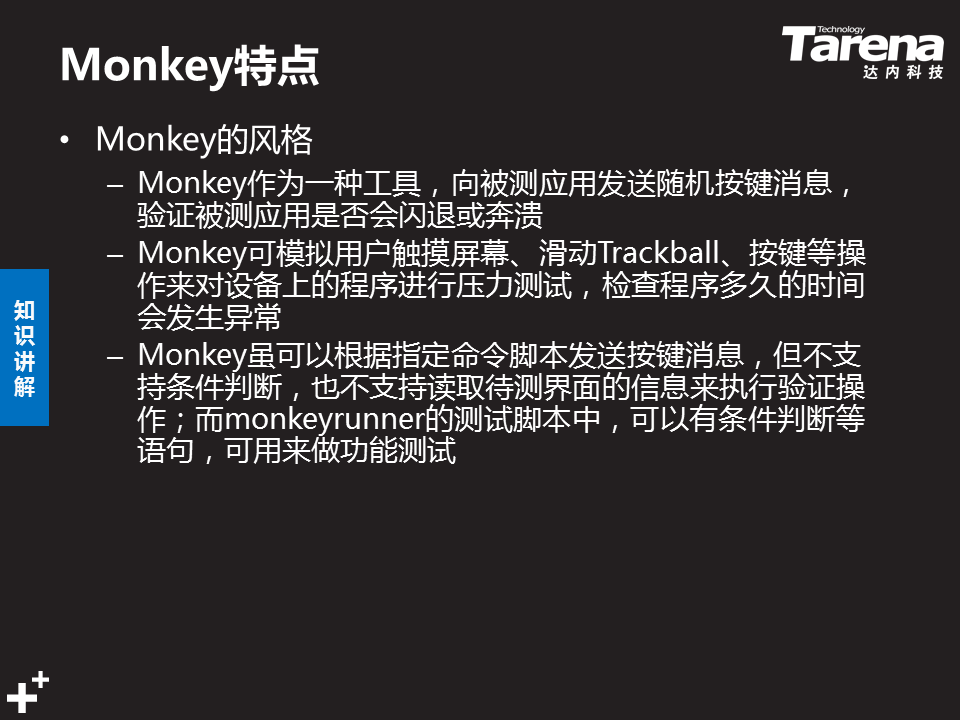 Monkey特点
Technology
Tarena
达内科技
• Monkey的风格
– Monkey作为一种工具，向被测应用发送随机按键消息，
验证被测应用是否会闪退或奔溃
– Monkey可模拟用户触摸屏幕、滑动Trackball、按键等操
作来对设备上的程序进行压力测试，检查程序多久的时间
会发生异常
– Monkey虽可以根据指定命令脚本发送按键消息，但不支
持条件判断，也不支持读取待测界面的信息来执行验证操
作；而monkeyrunner的测试脚本中，可以有条件判断等
语句，可用来做功能测试
知
识
讲
解